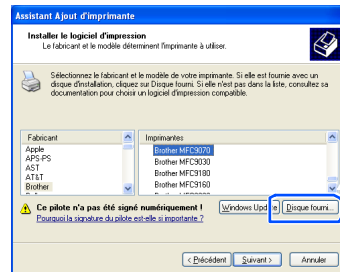 Assistant Ajout d'imprimante
Installer le logiciel d'impression
Le fabricant et le modèle déterminent l'imprimante à utiliser.
Sélectionnez le fabricant et le modèle de votre imprimante. Si elle est fournie avec un
disque d'installation, cliquez sur Disque fourni. Si elle n'est pas dans la liste, consultez sa
documentation pour choisir un logiciel d'impression compatible.
Fabricant
Apple
APS-PS
AST
AT&T
Brother
Imprimantes
Brother MFC9070
Brother MFC9030
Brother MFC9180
Brother MFC9160
Ce pilote n'a pas été signé numériquement !
Pourquoi la signature du pilote est-elle si importante ?
Windows Upd
Disque fourni...
< Précédent
Suivant >
Annuler